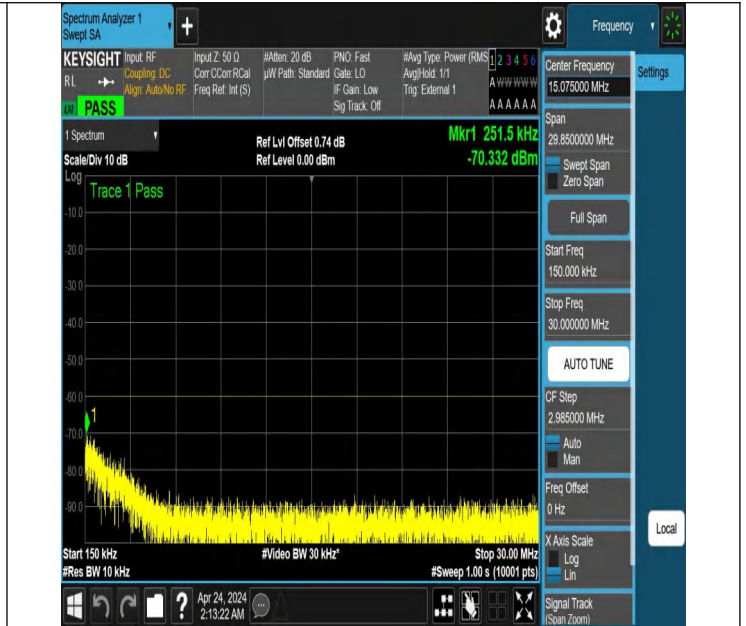 Spectrum Analyzer 1
Swept SA
+
Frequency
KEYSIGHT
RL
PASS
Input: RF
Coupling: DC
Align: Auto/No RF
Input Z: 50 Ω
Corr CCorr RCal
Freq Ref: Int (S)
#Atten: 20 dB
µW Path: Standard
PNO: Fast
Gate: LO
IF Gain: Low
Sig Track: Off
#Avg Type: Power (RMS
Avg|Hold: 1/1
Trig: External 1
1 2 3 4 5 6
A W W W W W
A A A A A A
1 Spectrum
Scale/Div 10 dB
Ref Lvl Offset 0.74 dB
Ref Level 0.00 dBm
Mkr1 251.5 kHz
-70.332 dBm
Log
Trace 1 Pass
-10.0
-20.0
-30.0
-40.0
-50.0
-60.0
1
-70.0
-80.0
-90.0
Start 150 kHz
#Res BW 10 kHz
#Video BW 30 kHz*
Stop 30.00 MHz
#Sweep 1.00 s (10001 pts)
?
Apr 24, 2024
2:13:22 AM
Center Frequency
15.075000 MHz
Settings
Span
29.8500000 MHz
Swept Span
Zero Span
Full Span
Start Freq
150.000 kHz
Stop Freq
30.000000 MHz
AUTO TUNE
CF Step
2.985000 MHz
Auto
Man
Freq Offset
0 Hz
Local
X Axis Scale
Log
Lin
Signal Track
(Span Zoom)